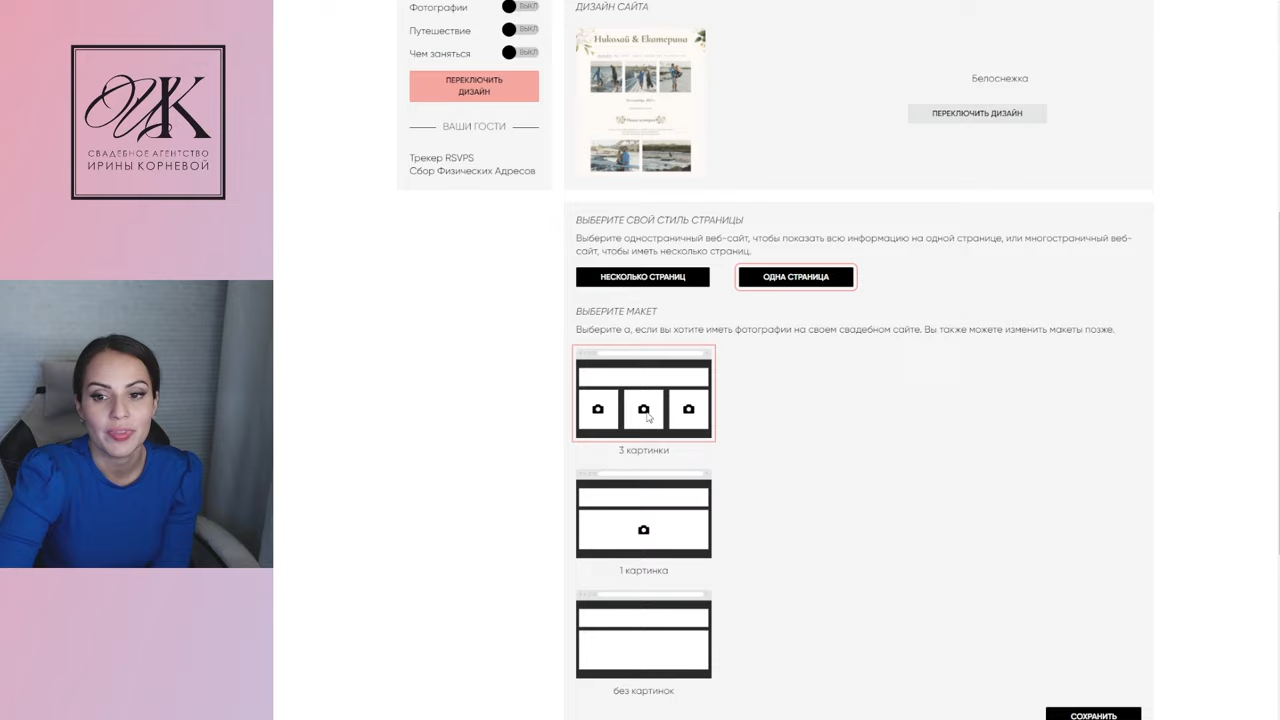 ИК
СВАДЕБНОЕ АГЕНТСТВО
ИРИНЫ КОРНЕВОЙ
Фотографии ВЫКЛ
Путешествие ВЫКЛ
Чем заняться ВЫКЛ
ПЕРЕКЛЮЧИТЬ
ДИЗАЙН
ВАШИ ГОСТИ
Трекер RSVPS
Сбор Физических Адресов
ДИЗАЙН САЙТА
Николай & Екатерина
Белоснежка
ПЕРЕКЛЮЧИТЬ ДИЗАЙН
ВЫБЕРИТЕ СВОЙ СТИЛЬ СТРАНИЦЫ
Выберите одностраничный веб-сайт, чтобы показать всю информацию на одной странице, или многостраничный веб-
сайт, чтобы иметь несколько страниц.
НЕСКОЛЬКО СТРАНИЦ
ОДНА СТРАНИЦА
ВЫБЕРИТЕ МАКЕТ
Выберите а, если вы хотите иметь фотографии на своем свадебном сайте. Вы также можете изменить макеты позже.
3 картинки
1 картинка
без картинок
СОХРАНИТЬ